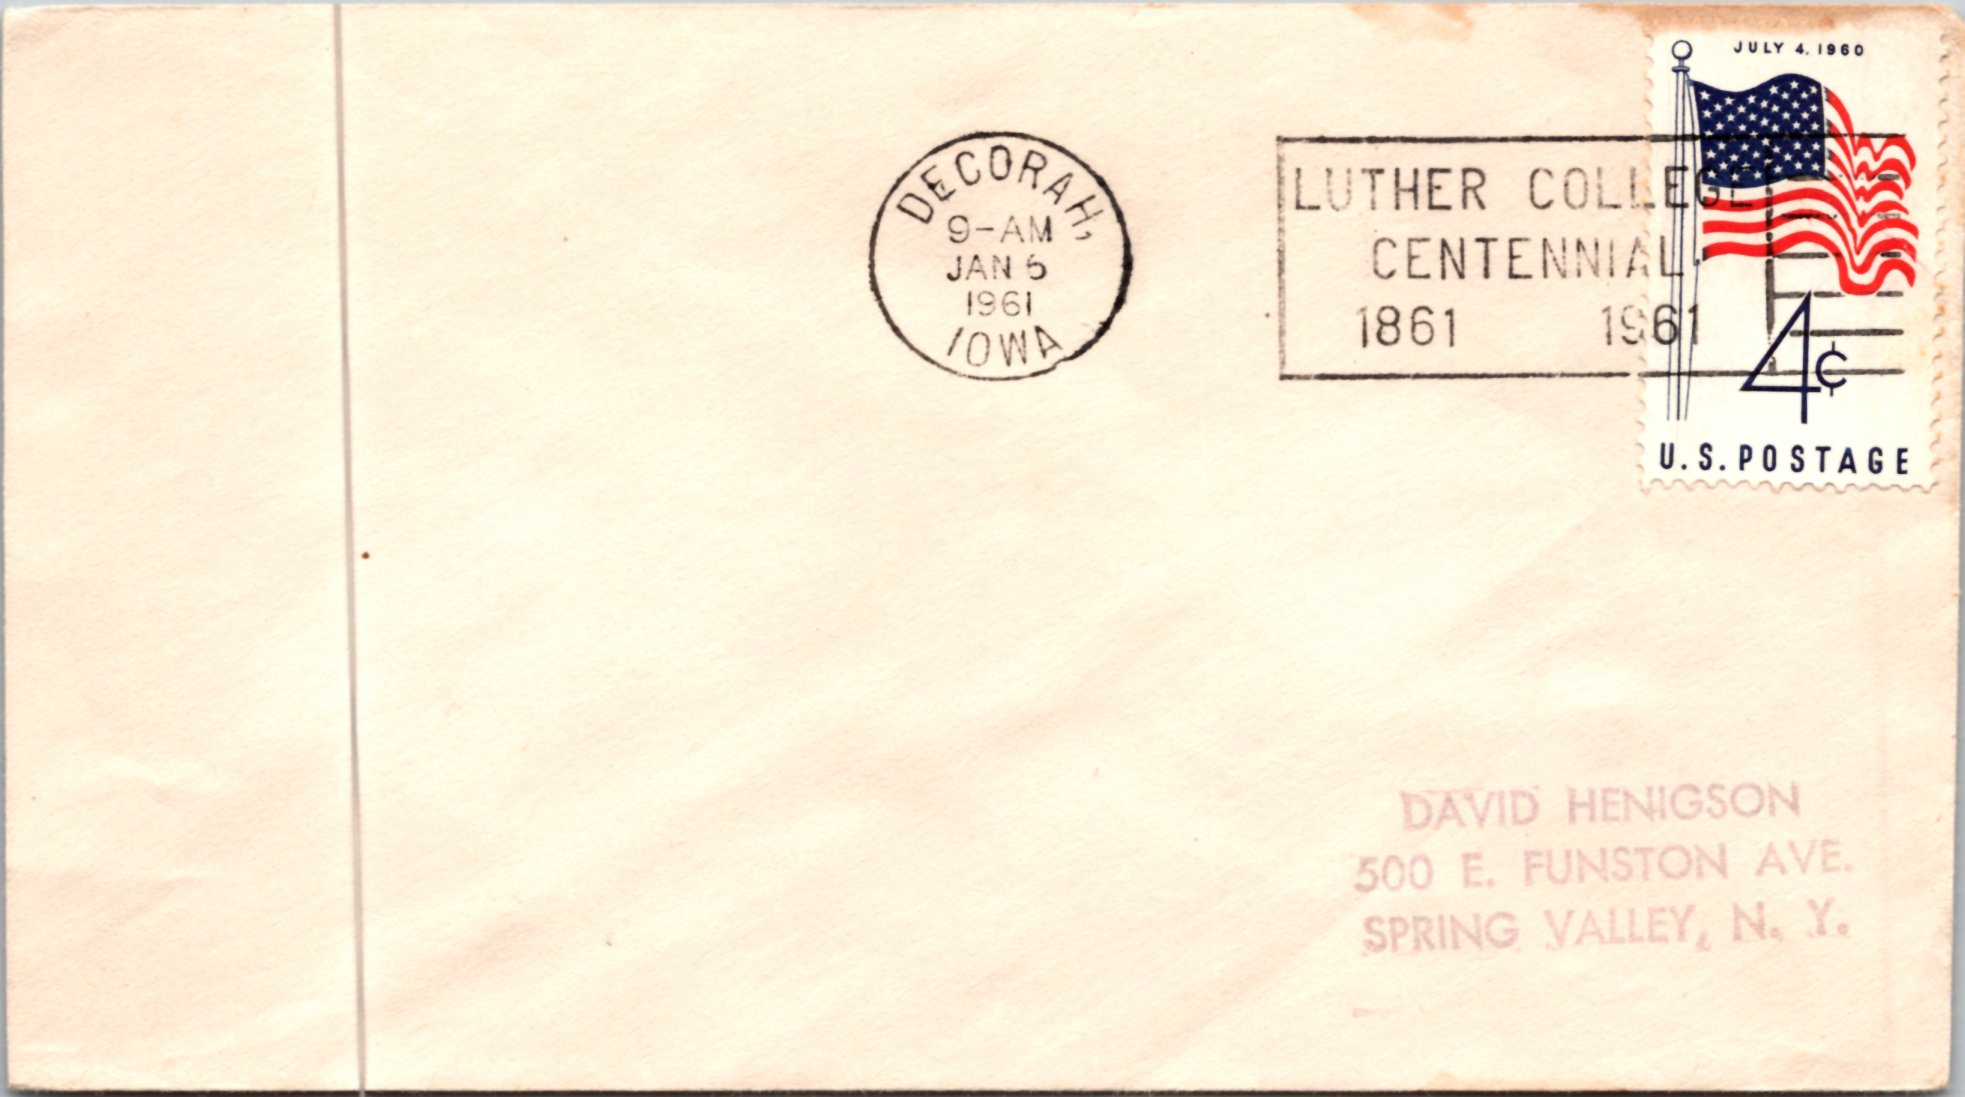 JULY 4, 1960
DECORAH,
9-AM
JAN 6
1961
IOWA
LUTHER COLLEGE
CENTENNIAL
1861 1961
4¢
U.S. POSTAGE
DAVID HENIGSON
500 E. FUNSTON AVE.
SPRING VALLEY, N. Y.